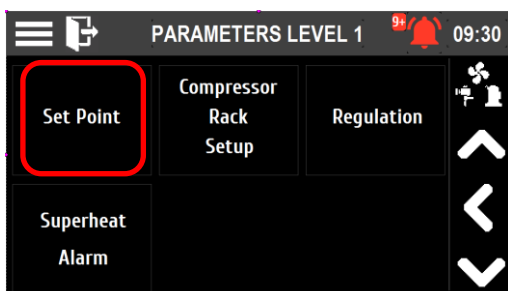 PARAMETERS LEVEL 1
9+
09:30
Set Point
Compressor
Rack
Setup
Regulation
Superheat
Alarm